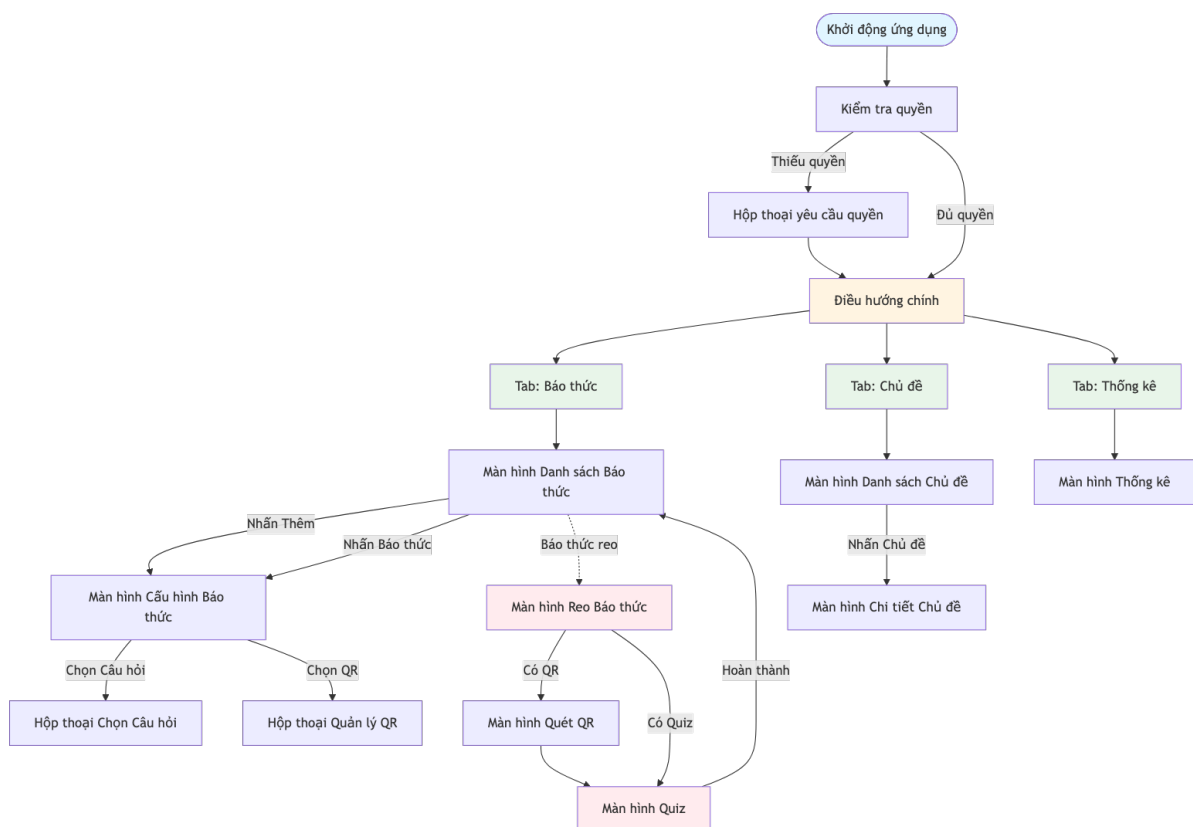 Khởi động ứng dụng
Kiểm tra quyền
Thiếu quyền
Hộp thoại yêu cầu quyền
Đủ quyền
Điều hướng chính
Tab: Báo thức
Tab: Chủ đề
Tab: Thống kê
Màn hình Danh sách Báo
thức
Màn hình Danh sách Chủ đề
Màn hình Thống kê
Nhấn Thêm
Nhấn Báo thức
Báo thức reo
Nhấn Chủ đề
Màn hình Cấu hình Báo
thức
Màn hình Reo Báo thức
Màn hình Chi tiết Chủ đề
Chọn Câu hỏi
Chọn QR
Có QR
Hoàn thành
Hộp thoại Chọn Câu hỏi
Hộp thoại Quản lý QR
Màn hình Quét QR
Có Quiz
Màn hình Quiz